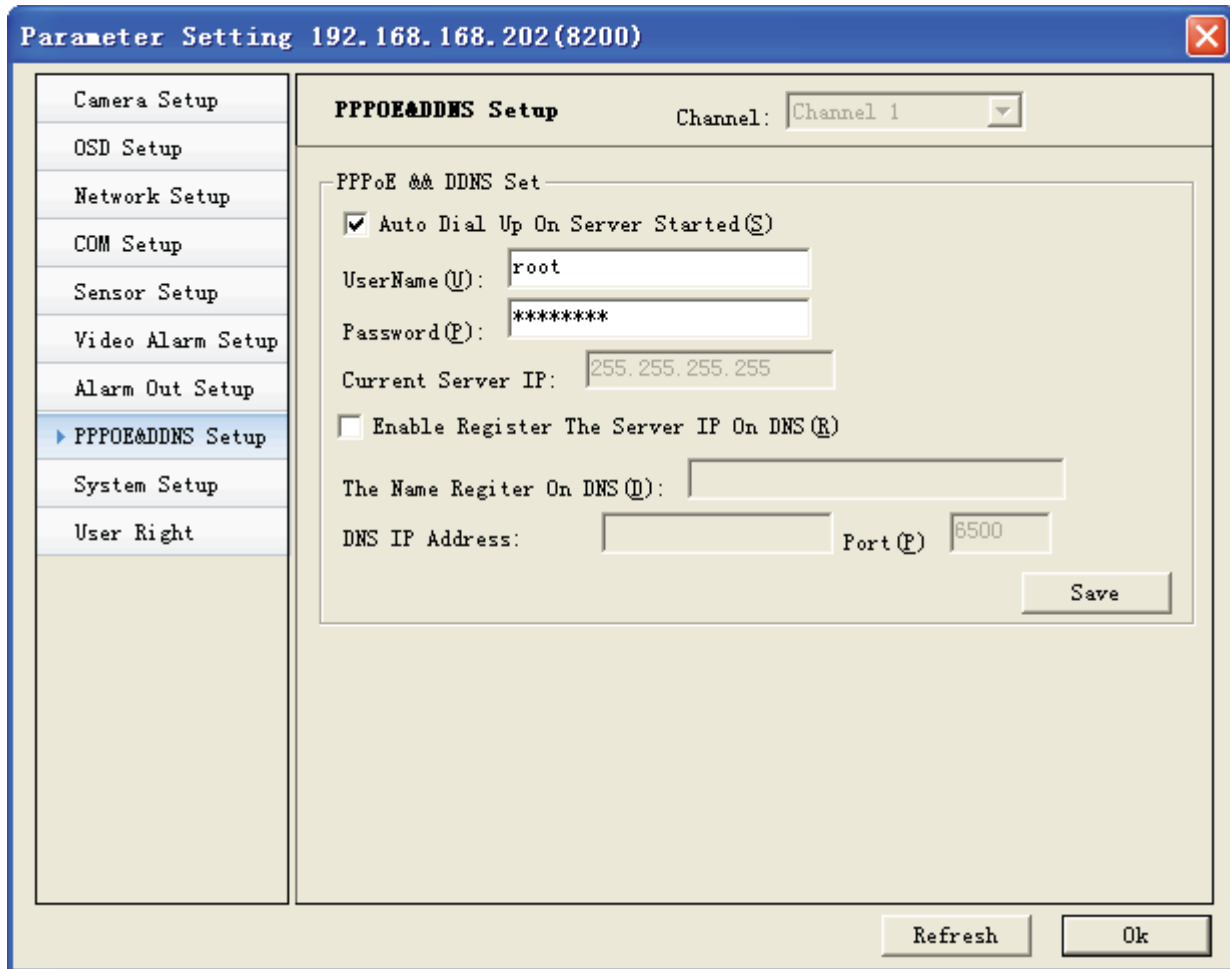 Parameter Setting 192.168.168.202(8200)
Camera Setup
OSD Setup
Network Setup
COM Setup
Sensor Setup
Video Alarm Setup
Alarm Out Setup
PPPOE&DDNS Setup
System Setup
User Right
PPPOE&DDNS Setup Channel: Channel 1
PPPoE && DDNS Set
Auto Dial Up On Server Started(S)
UserName(U): root
Password(P): ********
Current Server IP: 255.255.255.255
Enable Register The Server IP On DNS(R)
The Name Regiter On DNS(D):
DNS IP Address: Port(P) 6500
Save
Refresh Ok